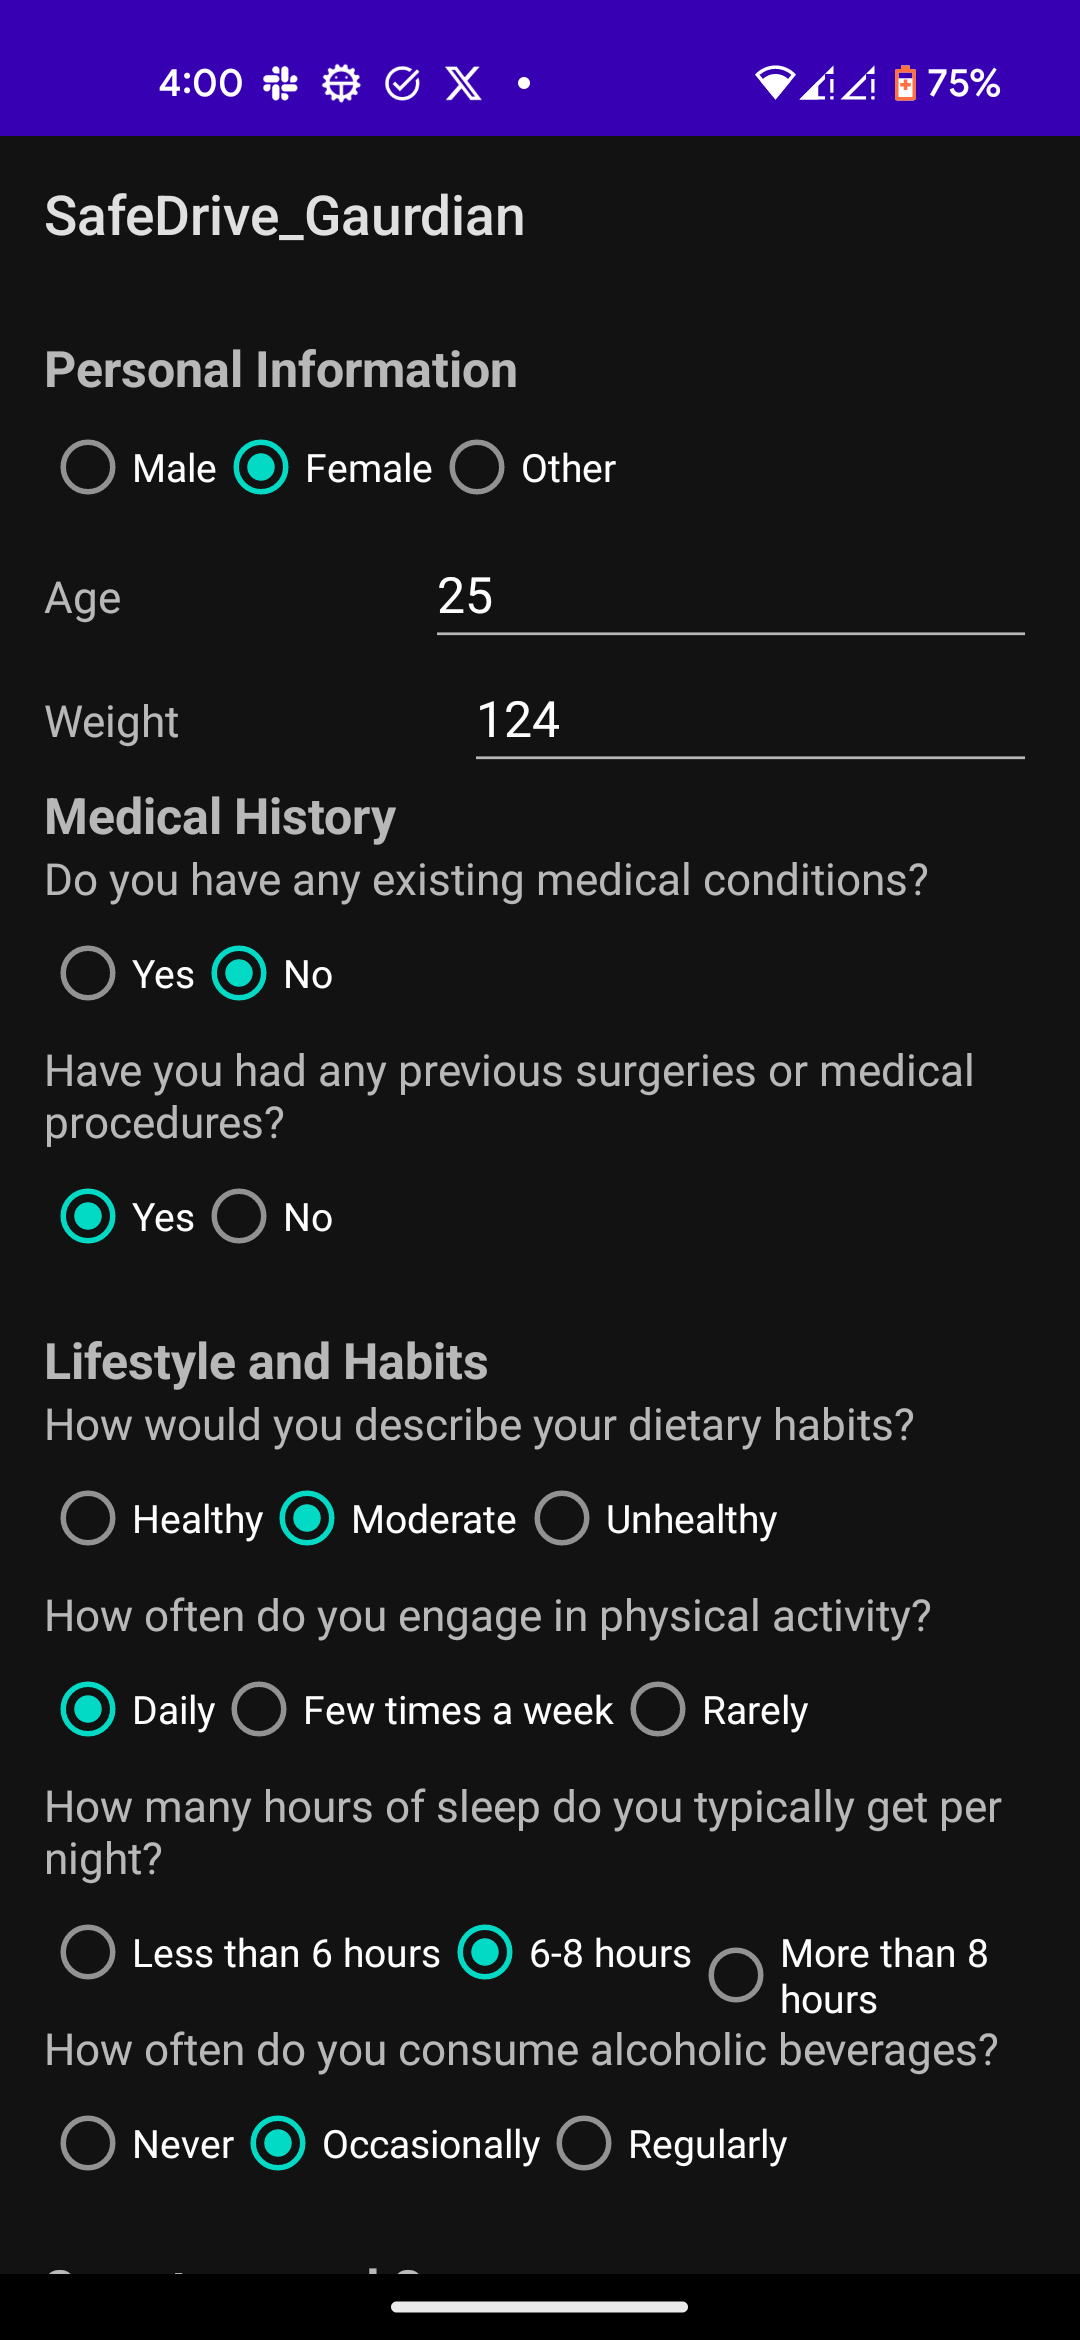 4:00 75%
SafeDrive_Gaurdian
Personal Information
Male Female Other
Age 25
Weight 124
Medical History
Do you have any existing medical conditions?
Yes No
Have you had any previous surgeries or medical
procedures?
Yes No
Lifestyle and Habits
How would you describe your dietary habits?
Healthy Moderate Unhealthy
How often do you engage in physical activity?
Daily Few times a week Rarely
How many hours of sleep do you typically get per
night?
Less than 6 hours 6-8 hours More than 8
hours
How often do you consume alcoholic beverages?
Never Occasionally Regularly